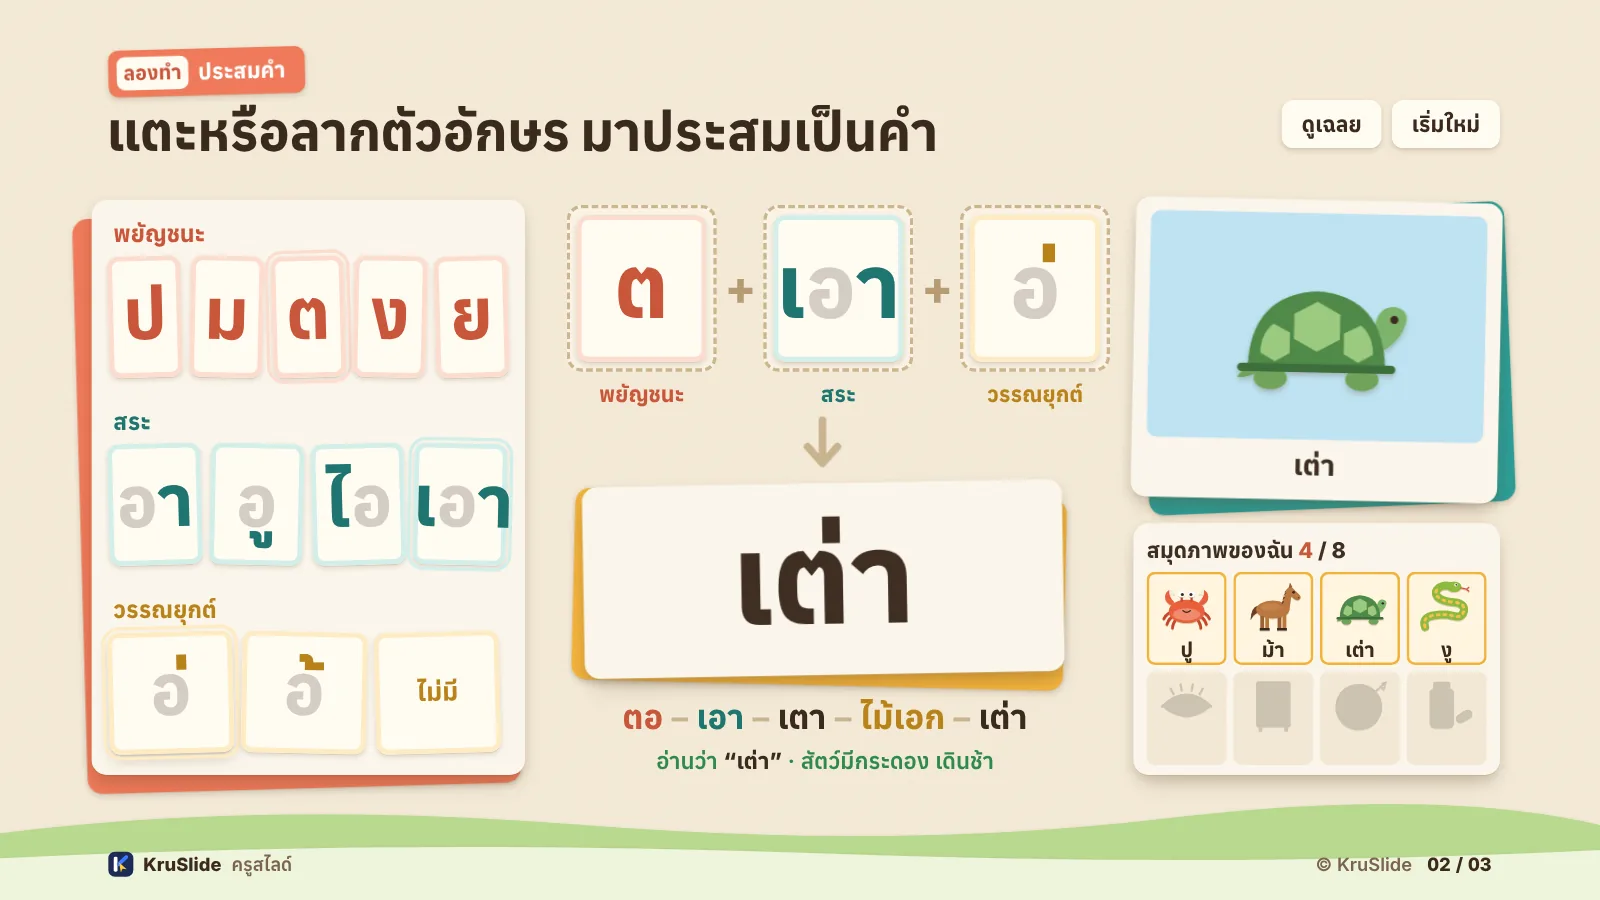 ลองทำ ประสมคำ
แตะหรือลากตัวอักษร มาประสมเป็นคำ
ดูเฉลย
เริ่มใหม่
พยัญชนะ
ป ม ต ง ย
สระ
อา อู ไอ เอา
วรรณยุกต์
อ่ อ้ ไม่มี
ต + เอา + อ่
พยัญชนะ สระ วรรณยุกต์
เต่า
ตอ – เอา – เตา – ไม้เอก – เต่า
อ่านว่า “เต่า” · สัตว์มีกระดอง เดินช้า
เต่า
สมุดภาพของฉัน 4 / 8
ปู ม้า เต่า งู
KruSlide ครูสไลด์
© KruSlide 02 / 03